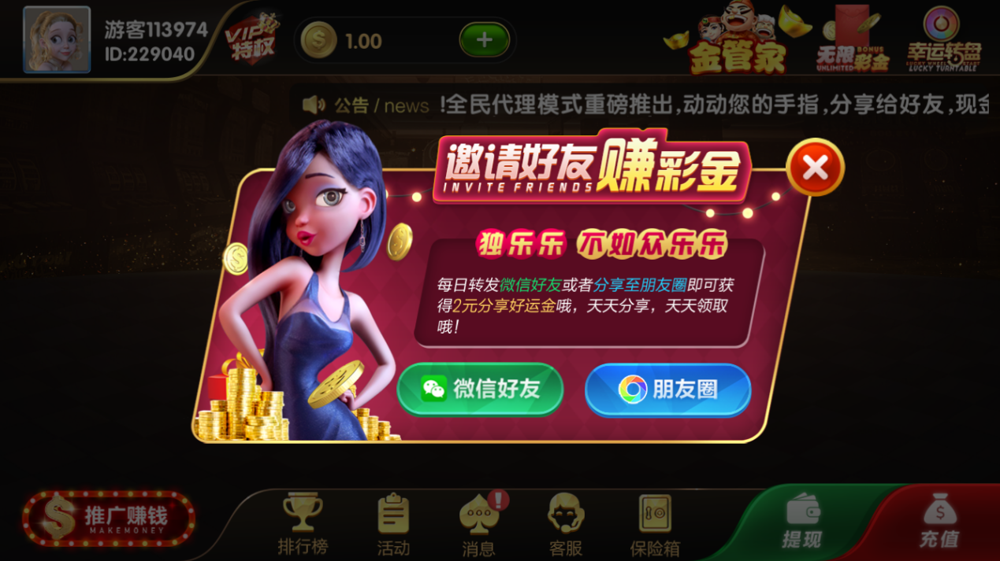 游客113974
ID:229040
VIP
特权
1.00
金管家
无限彩金
BONUS
UNLIMITED
幸运转盘
LUCKY TURNTABLE
公告 / news
!全民代理模式重磅推出,动动您的手指,分享给好友,现金
邀请好友赚彩金
INVITE FRIENDS
独乐乐 不如众乐乐
每日转发微信好友或者分享至朋友圈即可获
得2元分享好运金哦，天天分享，天天领取
哦！
微信好友
朋友圈
推广赚钱
MAKEMONEY
排行榜
活动
消息
客服
保险箱
提现
充值